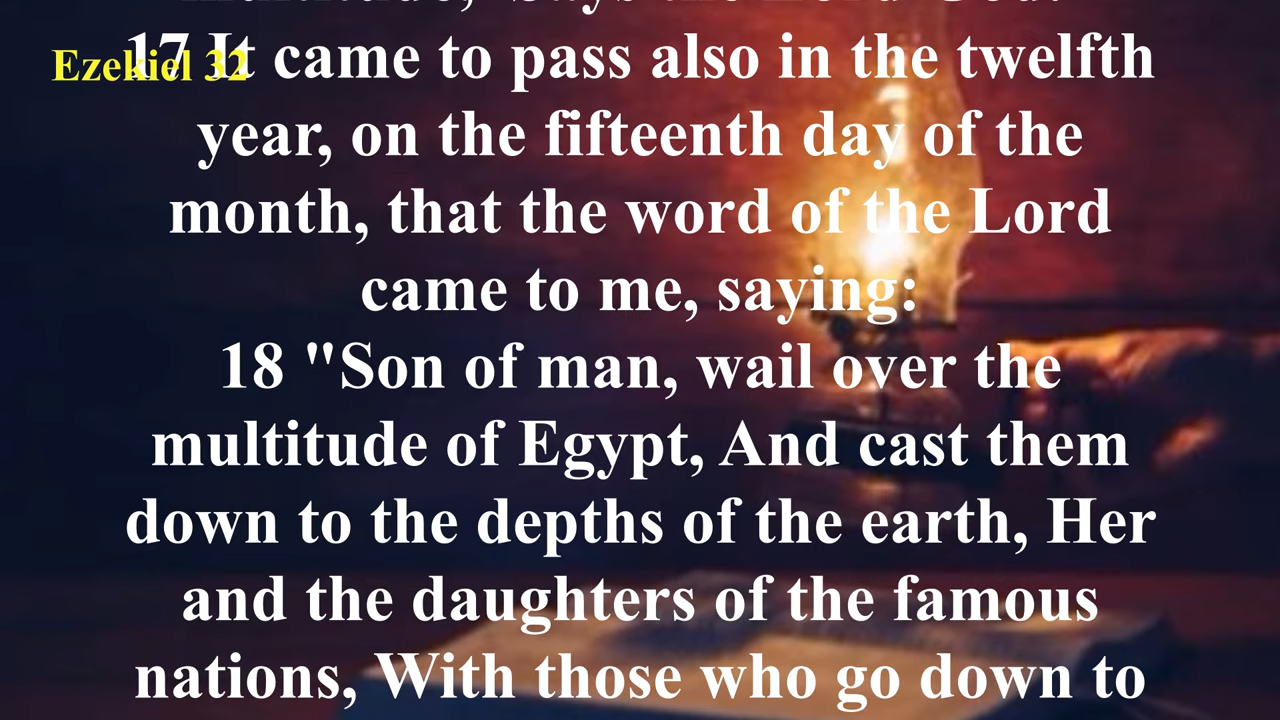 Ezekiel 32
17 It came to pass also in the twelfth
year, on the fifteenth day of the
month, that the word of the Lord
came to me, saying:
18 "Son of man, wail over the
multitude of Egypt, And cast them
down to the depths of the earth, Her
and the daughters of the famous
nations, With those who go down to